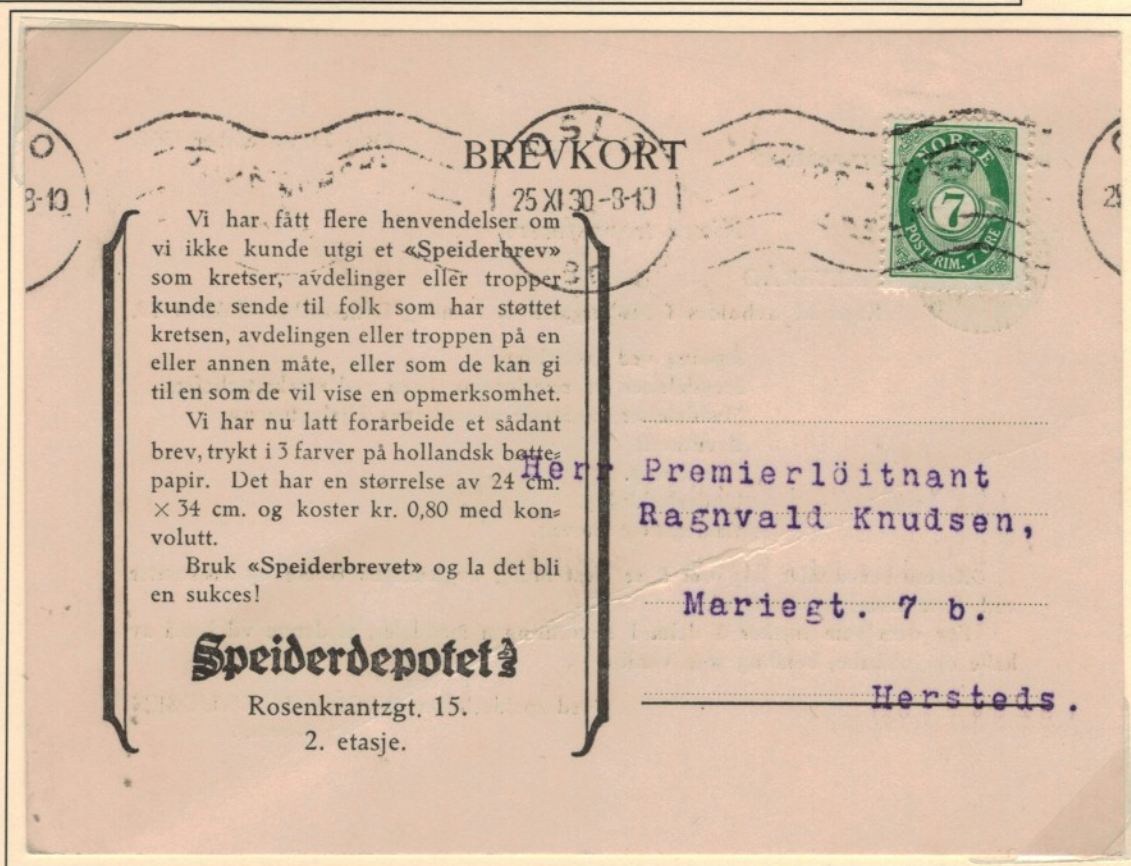 BREVKORT
OSLO
25 XI 30-8-10
8-10
NORGE
7
POSTFRIM. 7 ØRE
Vi har fått flere henvendelser om
vi ikke kunde utgi et «Speiderbrev»
som kretser, avdelinger eller tropper
kunde sende til folk som har støttet
kretsen, avdelingen eller troppen på en
eller annen måte, eller som de kan gi
til en som de vil vise en opmerksomhet.
Vi har nu latt forarbeide et sådant
brev, trykt i 3 farver på hollandsk bøtte=
papir. Det har en størrelse av 24 cm.
× 34 cm. og koster kr. 0,80 med kon=
volutt.
Bruk «Speiderbrevet» og la det bli
en sukces!
Speiderdepotet A/S
Rosenkrantzgt. 15.
2. etasje.
Herr Premierlöitnant
Ragnvald Knudsen,
Mariegt. 7 b.
Hersteds.